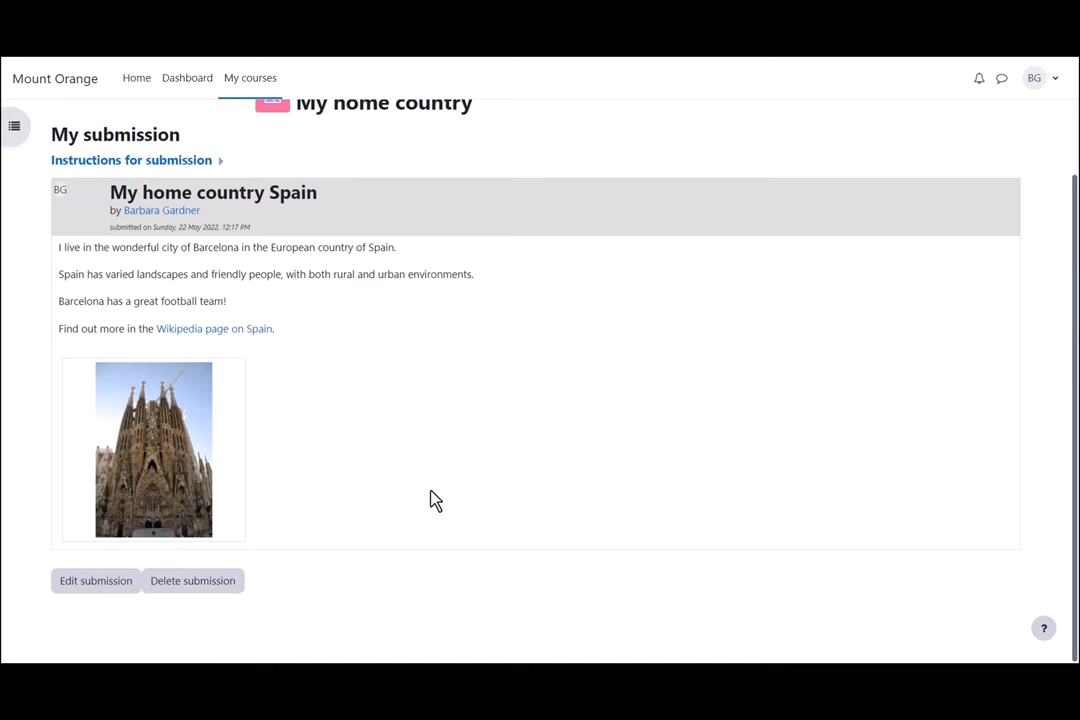 Mount Orange
Home Dashboard My courses
BG
My home country
My submission
Instructions for submission
BG
My home country Spain
by Barbara Gardner
submitted on Sunday, 22 May 2022, 12:17 PM
I live in the wonderful city of Barcelona in the European country of Spain.
Spain has varied landscapes and friendly people, with both rural and urban environments.
Barcelona has a great football team!
Find out more in the Wikipedia page on Spain.
Edit submission Delete submission
?